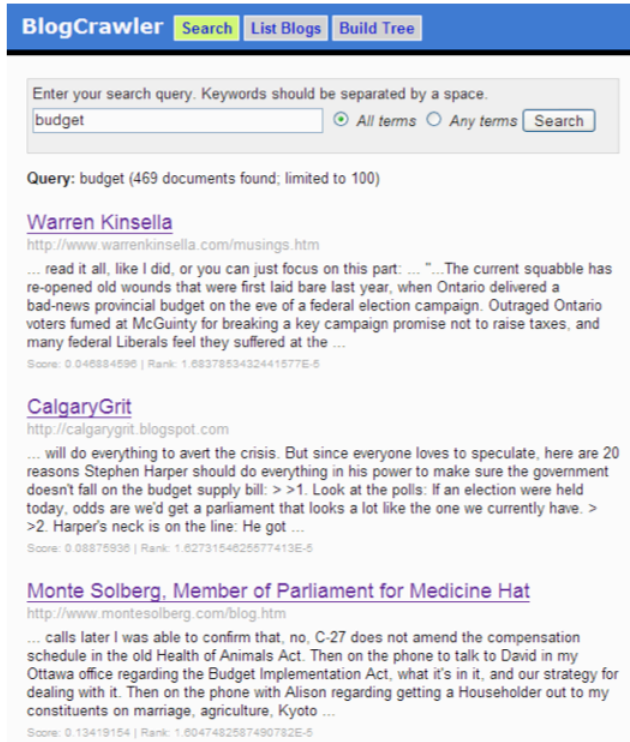 BlogCrawler Search List Blogs Build Tree
Enter your search query. Keywords should be separated by a space.
budget All terms Any terms Search
Query: budget (469 documents found; limited to 100)
Warren Kinsella
http://www.warrenkinsella.com/musings.htm
... read it all, like I did, or you can just focus on this part: ... "...The current squabble has
re-opened old wounds that were first laid bare last year, when Ontario delivered a
bad-news provincial budget on the eve of a federal election campaign. Outraged Ontario
voters fumed at McGuinty for breaking a key campaign promise not to raise taxes, and
many federal Liberals feel they suffered at the ...
Score: 0.046884596 | Rank: 1.6837853432441577E-5
CalgaryGrit
http://calgarygrit.blogspot.com
... will do everything to avert the crisis. But since everyone loves to speculate, here are 20
reasons Stephen Harper should do everything in his power to make sure the government
doesn't fall on the budget supply bill: > >1. Look at the polls: If an election were held
today, odds are we'd get a parliament that looks a lot like the one we currently have. >
>2. Harper's neck is on the line: He got ...
Score: 0.08875936 | Rank: 1.6273154625577413E-5
Monte Solberg, Member of Parliament for Medicine Hat
http://www.montesolberg.com/blog.htm
... calls later I was able to confirm that, no, C-27 does not amend the compensation
schedule in the old Health of Animals Act. Then on the phone to talk to David in my
Ottawa office regarding the Budget Implementation Act, what it's in it, and our strategy for
dealing with it. Then on the phone with Alison regarding getting a Householder out to my
constituents on marriage, agriculture, Kyoto ...
Score: 0.13419154 | Rank: 1.6047482587490782E-5